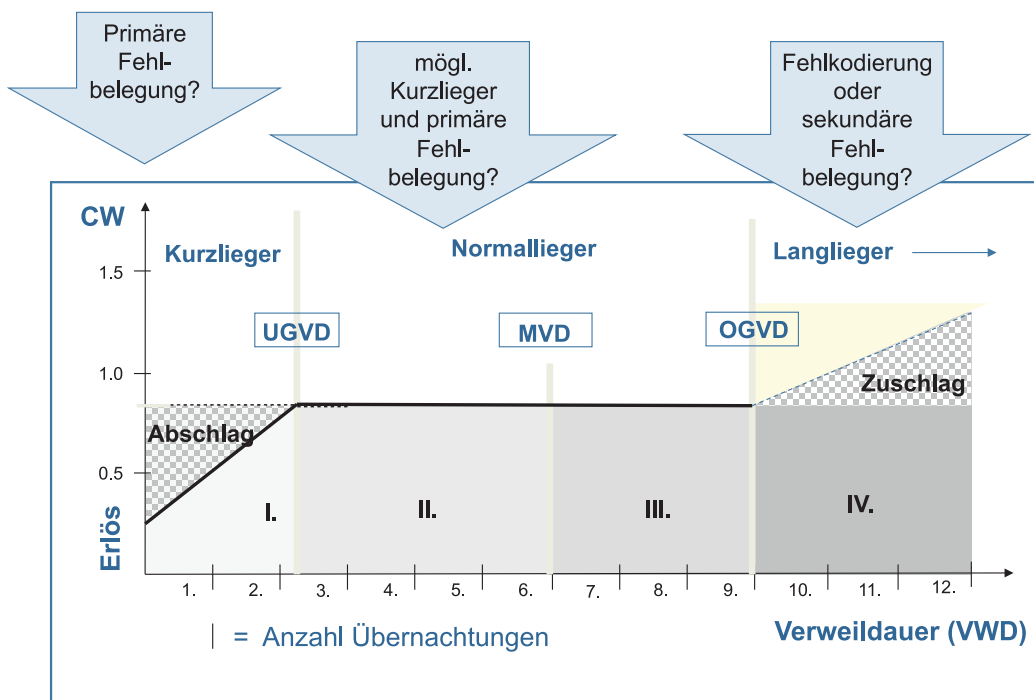 Primäre
Fehl-
belegung?
mögl.
Kurzlieger
und primäre
Fehl-
belegung?
Fehlkodierung
oder
sekundäre
Fehl-
belegung?
CW
Kurzlieger
Normallieger
Langlieger
1.5
UGVD
MVD
OGVD
1.0
Zuschlag
Abschlag
0.5
I.
II.
III.
IV.
Erlös
1. 2. 3. 4. 5. 6. 7. 8. 9. 10. 11. 12.
| = Anzahl Übernachtungen
Verweildauer (VWD)